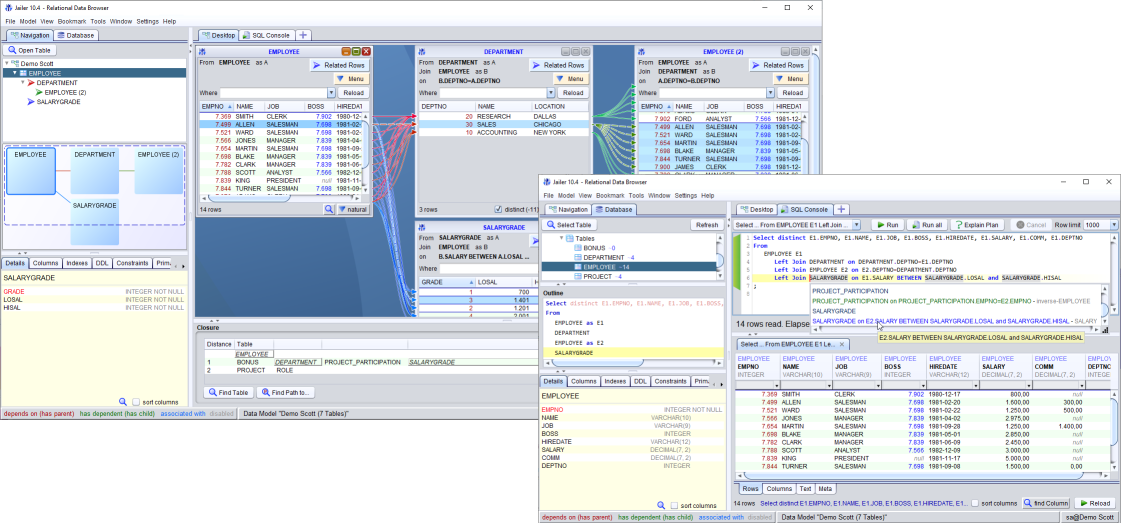 Jailer 10.4 - Relational Data Browser
File Model View Bookmark Tools Window Settings Help
Navigation Database
Open Table
Demo Scott
EMPLOYEE
DEPARTMENT
EMPLOYEE (2)
SALARYGRADE
EMPLOYEE DEPARTMENT EMPLOYEE (2)
SALARYGRADE
Details Columns Indexes DDL Constraints Prim
SALARYGRADE
GRADE INTEGER NOT NULL
LOSAL INTEGER NOT NULL
HISAL INTEGER NOT NULL
sort columns
Desktop SQL Console
EMPLOYEE
From EMPLOYEE as A
Related Rows
Menu
Where Reload
EMPNO NAME JOB BOSS HIREDAT
7.369 SMITH CLERK 7.902 1980-12-
7.499 ALLEN SALESMAN 7.698 1981-02-
7.521 WARD SALESMAN 7.698 1981-02-
7.566 JONES MANAGER 7.839 1981-04-
7.654 MARTIN SALESMAN 7.698 1981-09-
7.698 BLAKE MANAGER 7.839 1981-05-
7.782 CLARK MANAGER 7.839 1981-06-
7.788 SCOTT ANALYST 7.566 1982-12-
7.839 KING PRESIDENT null 1981-11-
7.844 TURNER SALESMAN 7.698 1981-09-
14 rows natural
DEPARTMENT
From DEPARTMENT as A
Join EMPLOYEE as B
on B.DEPTNO=A.DEPTNO
Related Rows
Menu
Where Reload
DEPTNO NAME LOCATION
20 RESEARCH DALLAS
30 SALES CHICAGO
10 ACCOUNTING NEW YORK
3 rows distinct (-11)
EMPLOYEE (2)
From EMPLOYEE as A
Join DEPARTMENT as B
on A.DEPTNO=B.DEPTNO
Related Rows
Menu
Where Reload
EMPNO NAME JOB BOSS HIREDAT
7.902 FORD ANALYST 7.566 1981-12-
7.499 ALLEN SALESMAN 7.698 1981-02-
7.521 WARD SALESMAN 7.698 1981-02-
7.654 MARTIN SALESMAN 7.698 1981-09-
7.698 BLAKE MANAGER 7.839 1981-05-
7.844 TURNER SALESMAN 7.698 1981-09-
7.900 JAMES CLERK 7.698 1981-12-
SALARYGRADE
From SALARYGRADE as A
Join EMPLOYEE as B
on B.SALARY BETWEEN A.LOSAL ...
Where
GRADE LOSAL H
1 700
3 1.401
2 1.201
4 2.001
Closure
Distance Table
EMPLOYEE
1 BONUS DEPARTMENT PROJECT_PARTICIPATION SALARYGRADE
2 PROJECT ROLE
Find Table Find Path to...
depends on (has parent) has dependent (has child) associated with disabled Data Model "Demo Scott (7 Tables)"
Jailer 10.4 - Relational Data Browser
File Model View Bookmark Tools Window Settings Help
Navigation Database
Select Table Refresh
Tables
BONUS ~0
DEPARTMENT ~4
EMPLOYEE ~14
PROJECT ~4
Outline
Select distinct E1.EMPNO, E1.NAME, E1.JOB, E1.BOSS,
From
EMPLOYEE as E1
DEPARTMENT
EMPLOYEE as E2
SALARYGRADE
Details Columns Indexes DDL Constraints Prim
EMPLOYEE
EMPNO INTEGER NOT NULL
NAME VARCHAR(10)
JOB VARCHAR(9)
BOSS INTEGER
HIREDATE VARCHAR(12)
SALARY DECIMAL(7, 2)
COMM DECIMAL(7, 2)
DEPTNO INTEGER
sort columns
Desktop SQL Console
Select ... From EMPLOYEE E1 Left Join ... Run Run all Explain Plan Cancel Row limit 1000
1 Select distinct E1.EMPNO, E1.NAME, E1.JOB, E1.BOSS, E1.HIREDATE, E1.SALARY, E1.COMM, E1.DEPTNO
2 From
3 EMPLOYEE E1
4 Left Join DEPARTMENT on DEPARTMENT.DEPTNO=E1.DEPTNO
5 Left Join EMPLOYEE E2 on E2.DEPTNO=DEPARTMENT.DEPTNO
6 Left Join SALARYGRADE on E1.SALARY BETWEEN SALARYGRADE.LOSAL and SALARYGRADE.HISAL
7 ;
8
PROJECT_PARTICIPATION
PROJECT_PARTICIPATION on PROJECT_PARTICIPATION.EMPNO=E2.EMPNO - inverse-EMPLOYEE
SALARYGRADE
SALARYGRADE on E2.SALARY BETWEEN SALARYGRADE.LOSAL and SALARYGRADE.HISAL - SALARY
E2.SALARY BETWEEN SALARYGRADE.LOSAL and SALARYGRADE.HISAL
14 rows read. Elapse
Select ... From EMPLOYEE E1 Le...
EMPLOYEE EMPLOYEE EMPLOYEE EMPLOYEE EMPLOYEE EMPLOYEE EMPLOYEE EMPLOY
EMPNO NAME JOB BOSS HIREDATE SALARY COMM DEPTNO
INTEGER VARCHAR(10) VARCHAR(9) INTEGER VARCHAR(12) DECIMAL(7, 2) DECIMAL(7, 2) INTEGER
7.369 SMITH CLERK 7.902 1980-12-17 800,00 null
7.499 ALLEN SALESMAN 7.698 1981-02-20 1.600,00 300,00
7.521 WARD SALESMAN 7.698 1981-02-22 1.250,00 500,00
7.566 JONES MANAGER 7.839 1981-04-02 2.975,00 null
7.654 MARTIN SALESMAN 7.698 1981-09-28 1.250,00 1.400,00
7.698 BLAKE MANAGER 7.839 1981-05-01 2.850,00 null
7.782 CLARK MANAGER 7.839 1981-06-09 2.450,00 null
7.788 SCOTT ANALYST 7.566 1982-12-09 3.000,00 null
7.839 KING PRESIDENT null 1981-11-17 5.000,00 null
7.844 TURNER SALESMAN 7.698 1981-09-08 1.500,00 0,00
Rows Columns Text Meta
14 rows Select distinct E1.EMPNO, E1.NAME, E1.JOB, E1.BOSS, E1.HIREDATE, E1... sort columns find Column Reload
depends on (has parent) has dependent (has child) associated with disabled Data Model "Demo Scott (7 Tables)" sa@Demo Scott